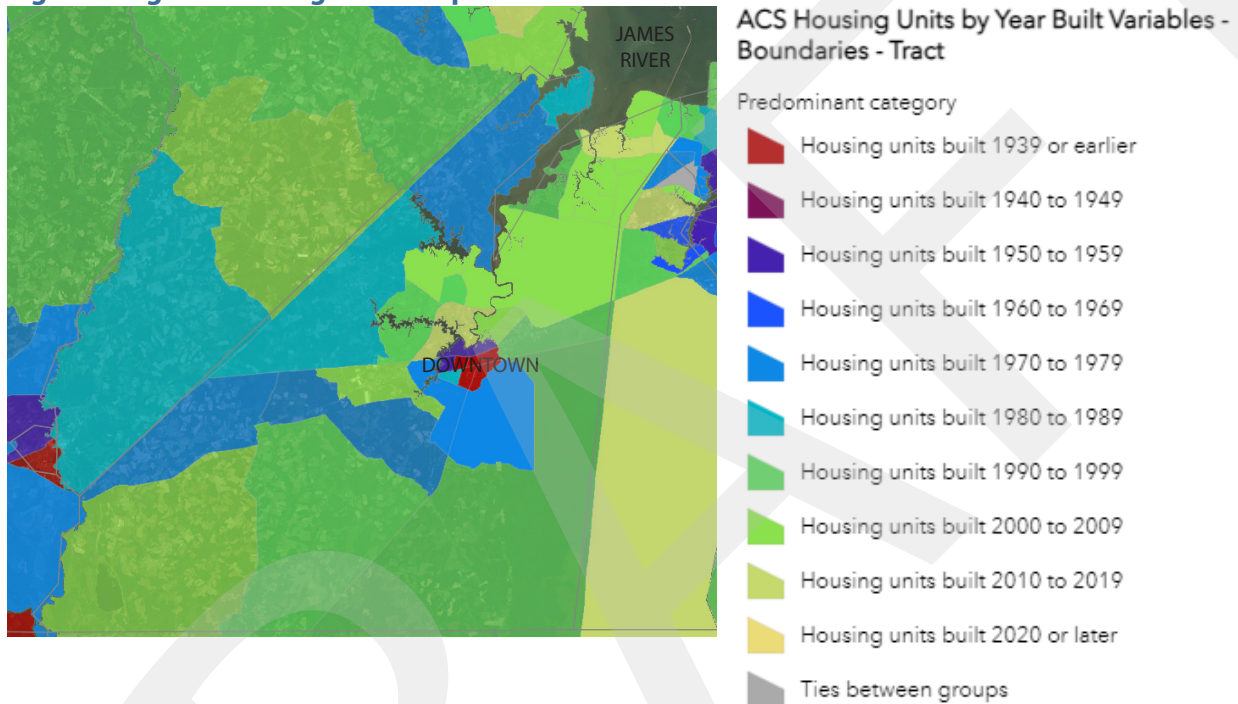 JAMES
RIVER
DOWNTOWN
ACS Housing Units by Year Built Variables -
Boundaries - Tract
Predominant category
Housing units built 1939 or earlier
Housing units built 1940 to 1949
Housing units built 1950 to 1959
Housing units built 1960 to 1969
Housing units built 1970 to 1979
Housing units built 1980 to 1989
Housing units built 1990 to 1999
Housing units built 2000 to 2009
Housing units built 2010 to 2019
Housing units built 2020 or later
Ties between groups